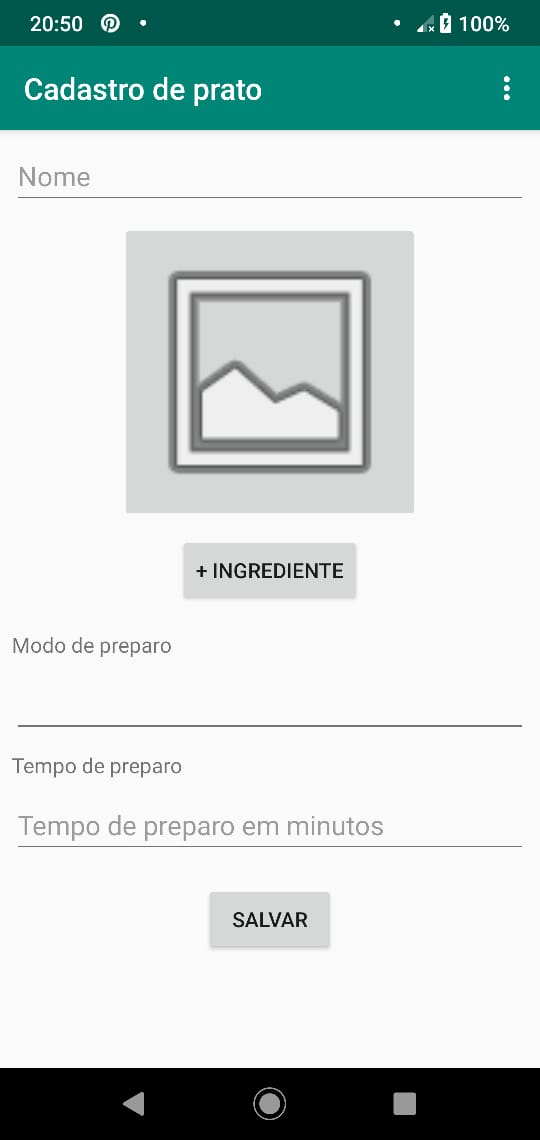 20:50 100%
Cadastro de prato
Nome
+ INGREDIENTE
Modo de preparo
Tempo de preparo
Tempo de preparo em minutos
SALVAR